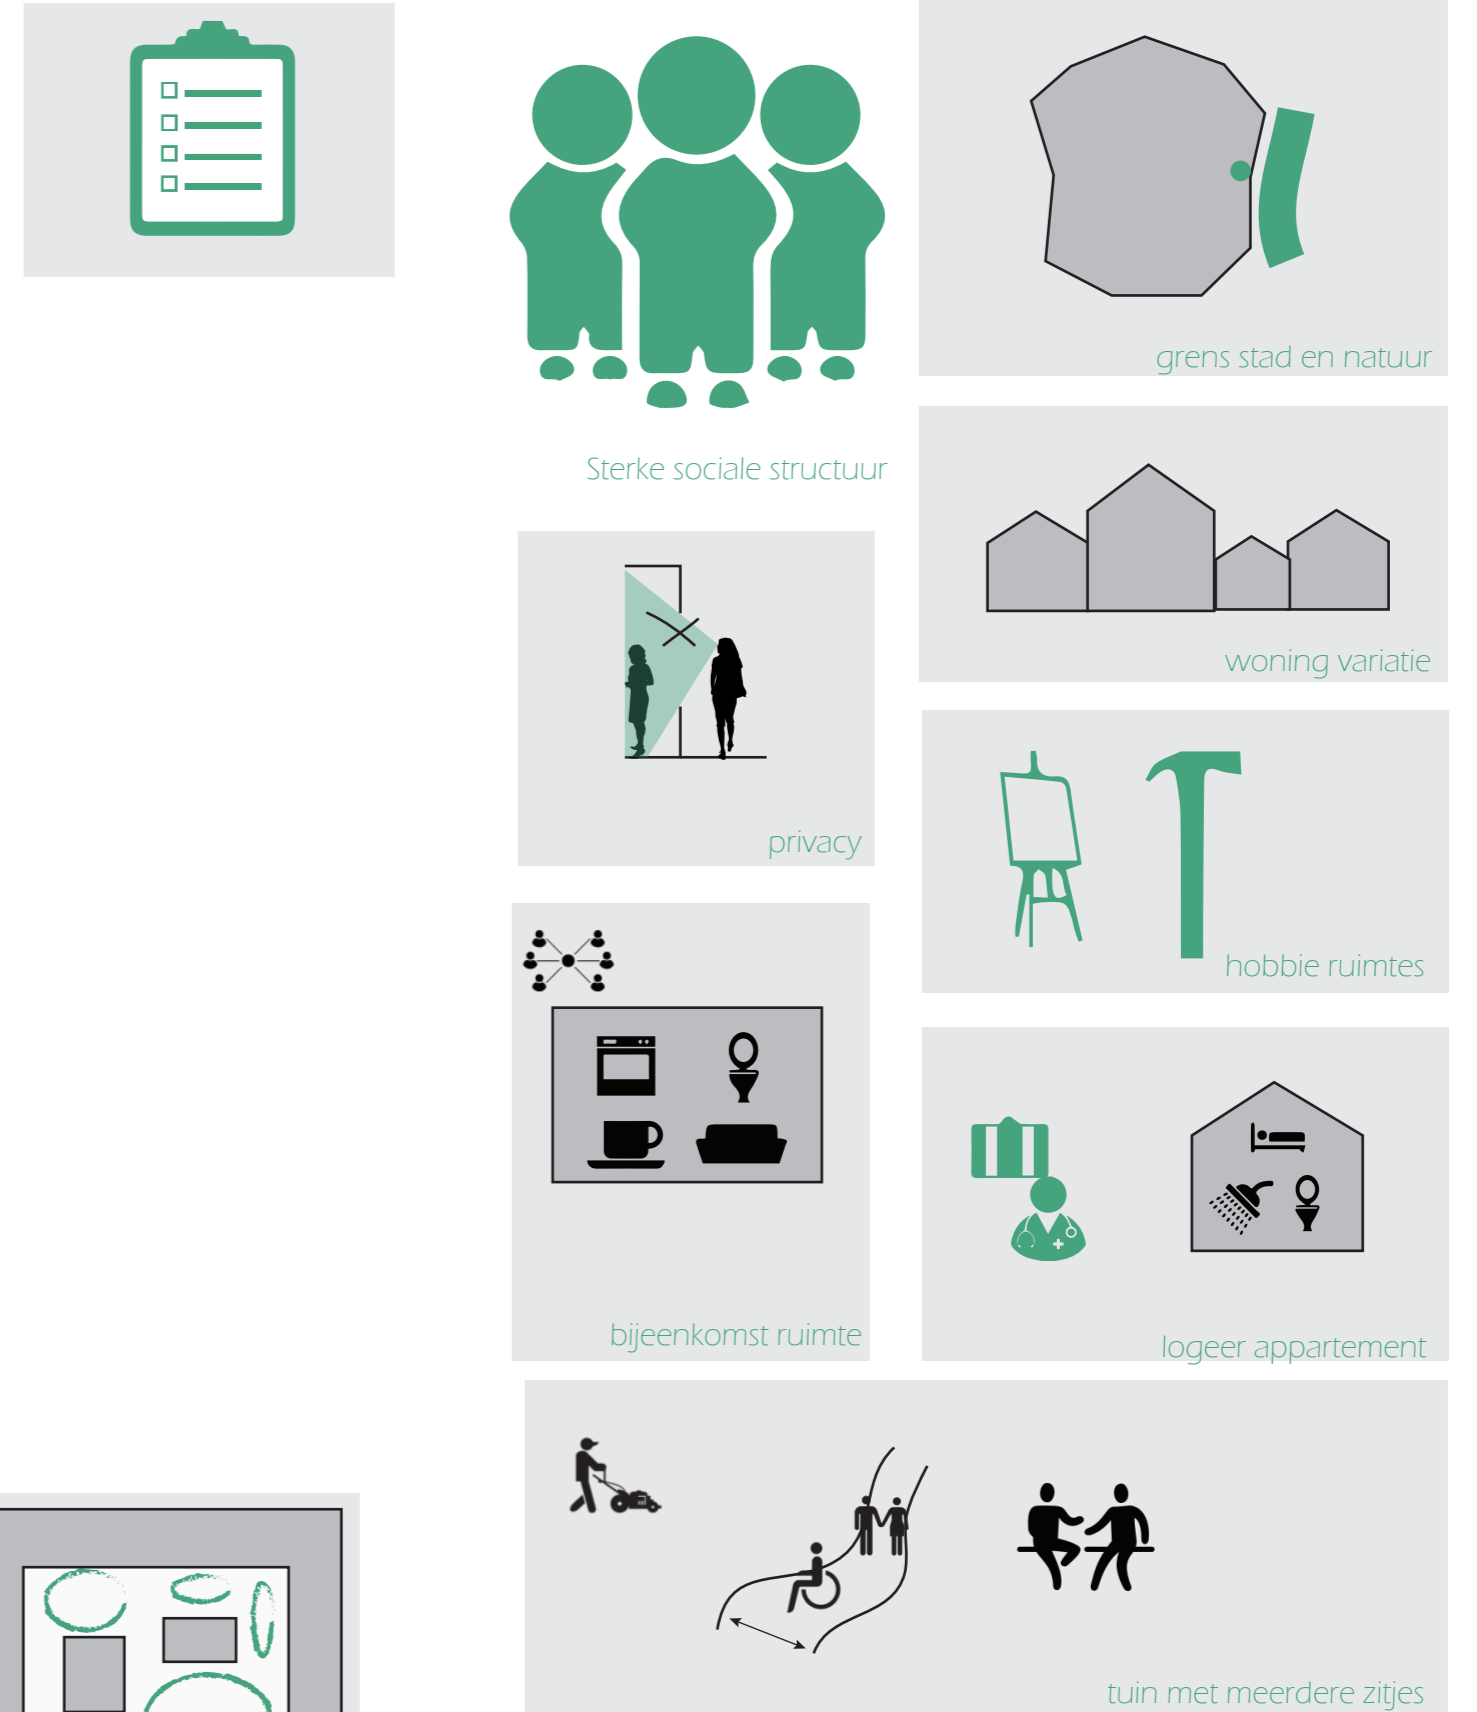 grens stad en natuur
Sterke sociale structuur
woning variatie
privacy
hobbie ruimtes
bijeenkomst ruimte
logeer appartement
tuin met meerdere zitjes